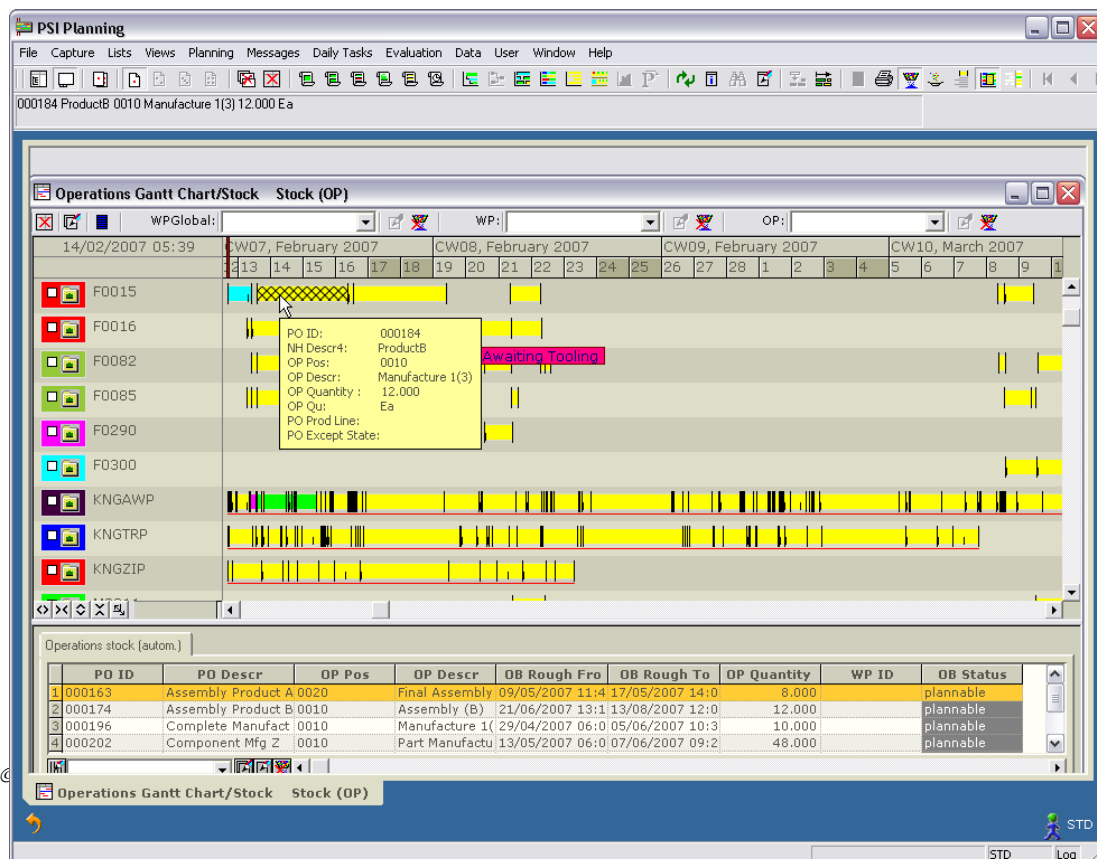 PSI Planning
File Capture Lists Views Planning Messages Daily Tasks Evaluation Data User Window Help
000184 ProductB 0010 Manufacture 1(3) 12.000 Ea
Operations Gantt Chart/Stock Stock (OP)
WPGlobal: WP: OP:
14/02/2007 05:39 CW07, February 2007 CW08, February 2007 CW09, February 2007 CW10, March 2007
13 14 15 16 17 18 19 20 21 22 23 24 25 26 27 28 1 2 3 4 5 6 7 8 9 1
F0015
F0016
PO ID: 000184
NH Descr4: ProductB
OP Pos: 0010
OP Descr: Manufacture 1(3)
OP Quantity : 12.000
OP Qu: Ea
PO Prod Line:
PO Except State:
Awaiting Tooling
F0082
F0085
F0290
F0300
KNGAWP
KNGTRP
KNGZIP
Operations stock (autom.)
PO ID PO Descr OP Pos OP Descr OB Rough Fro OB Rough To OP Quantity WP ID OB Status
1 000163 Assembly Product A 0020 Final Assembly 09/05/2007 11:4 17/05/2007 14:0 8.000 plannable
2 000174 Assembly Product B 0010 Assembly (B) 21/06/2007 13:1 13/08/2007 12:0 12.000 plannable
3 000196 Complete Manufact 0010 Manufacture 1( 29/04/2007 06:0 05/06/2007 10:3 10.000 plannable
4 000202 Component Mfg Z 0010 Part Manufactu 13/05/2007 06:0 07/06/2007 09:2 48.000 plannable
©
Operations Gantt Chart/Stock Stock (OP)
STD
STD Log